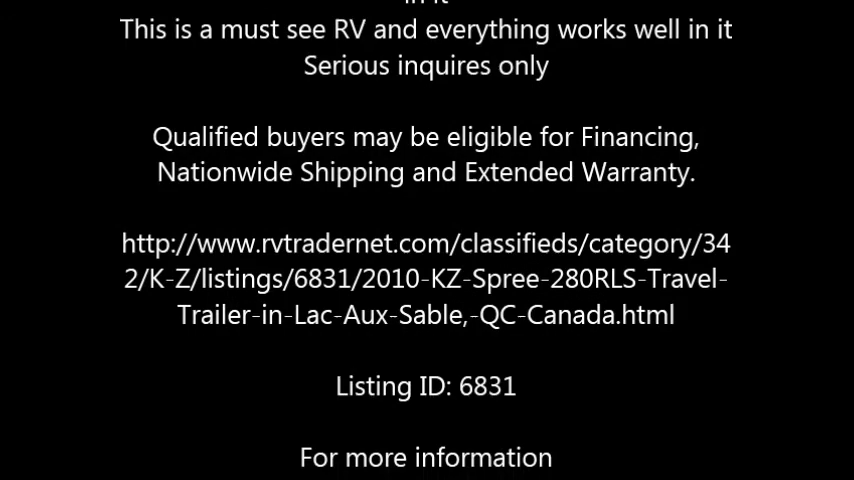 in it
This is a must see RV and everything works well in it
Serious inquires only
Qualified buyers may be eligible for Financing,
Nationwide Shipping and Extended Warranty.
http://www.rvtradernet.com/classifieds/category/34
2/K-Z/listings/6831/2010-KZ-Spree-280RLS-Travel-
Trailer-in-Lac-Aux-Sable,-QC-Canada.html
Listing ID: 6831
For more information